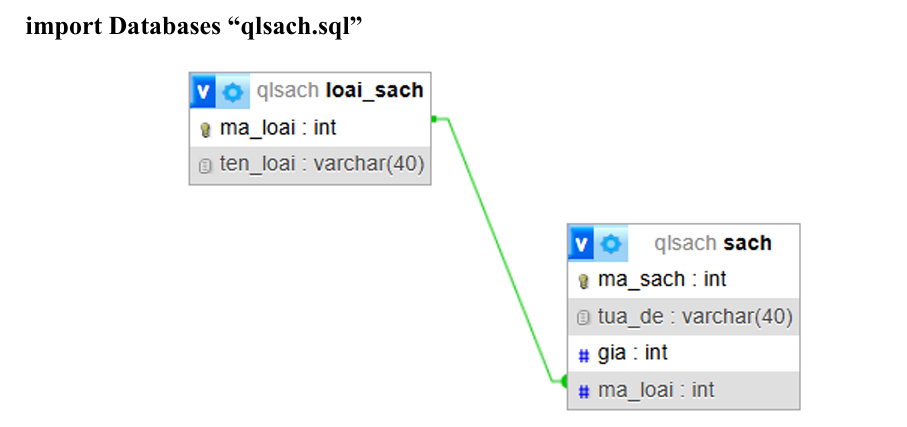 import Databases “qlsach.sql”
v qlsach loai_sach
ma_loai : int
ten_loai : varchar(40)
v qlsach sach
ma_sach : int
tua_de : varchar(40)
# gia : int
# ma_loai : int